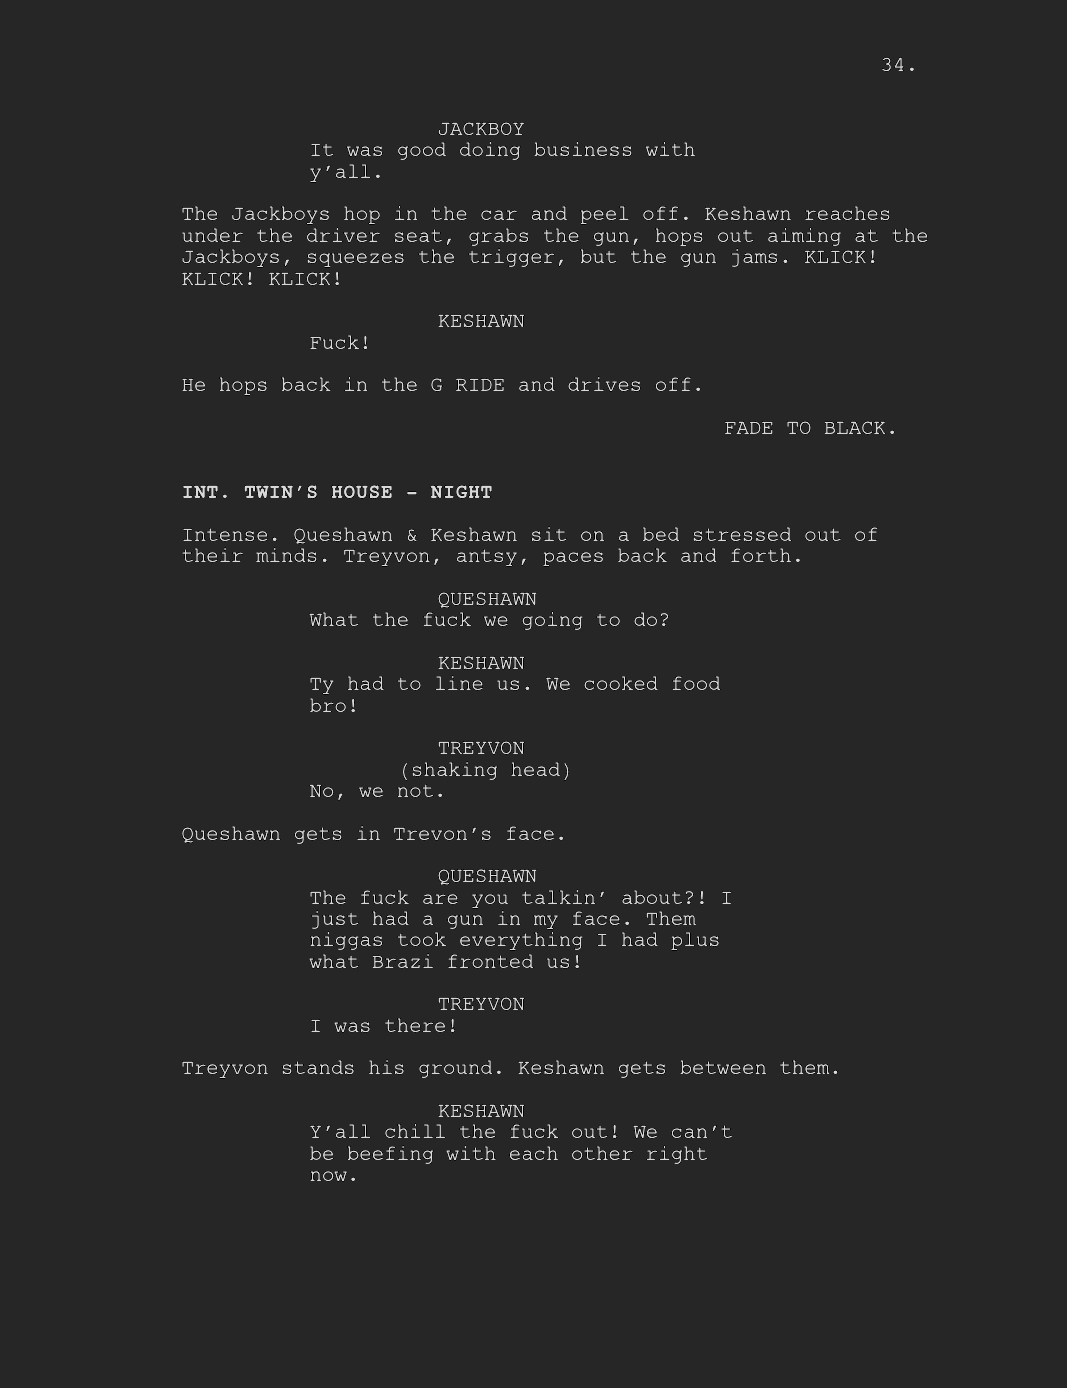 34.
JACKBOY
It was good doing business with
y’all.
The Jackboys hop in the car and peel off. Keshawn reaches
under the driver seat, grabs the gun, hops out aiming at the
Jackboys, squeezes the trigger, but the gun jams. KLICK!
KLICK! KLICK!
KESHAWN
Fuck!
He hops back in the G RIDE and drives off.
FADE TO BLACK.
INT. TWIN’S HOUSE - NIGHT
Intense. Queshawn & Keshawn sit on a bed stressed out of
their minds. Treyvon, antsy, paces back and forth.
QUESHAWN
What the fuck we going to do?
KESHAWN
Ty had to line us. We cooked food
bro!
TREYVON
(shaking head)
No, we not.
Queshawn gets in Trevon’s face.
QUESHAWN
The fuck are you talkin’ about?! I
just had a gun in my face. Them
niggas took everything I had plus
what Brazi fronted us!
TREYVON
I was there!
Treyvon stands his ground. Keshawn gets between them.
KESHAWN
Y’all chill the fuck out! We can’t
be beefing with each other right
now.